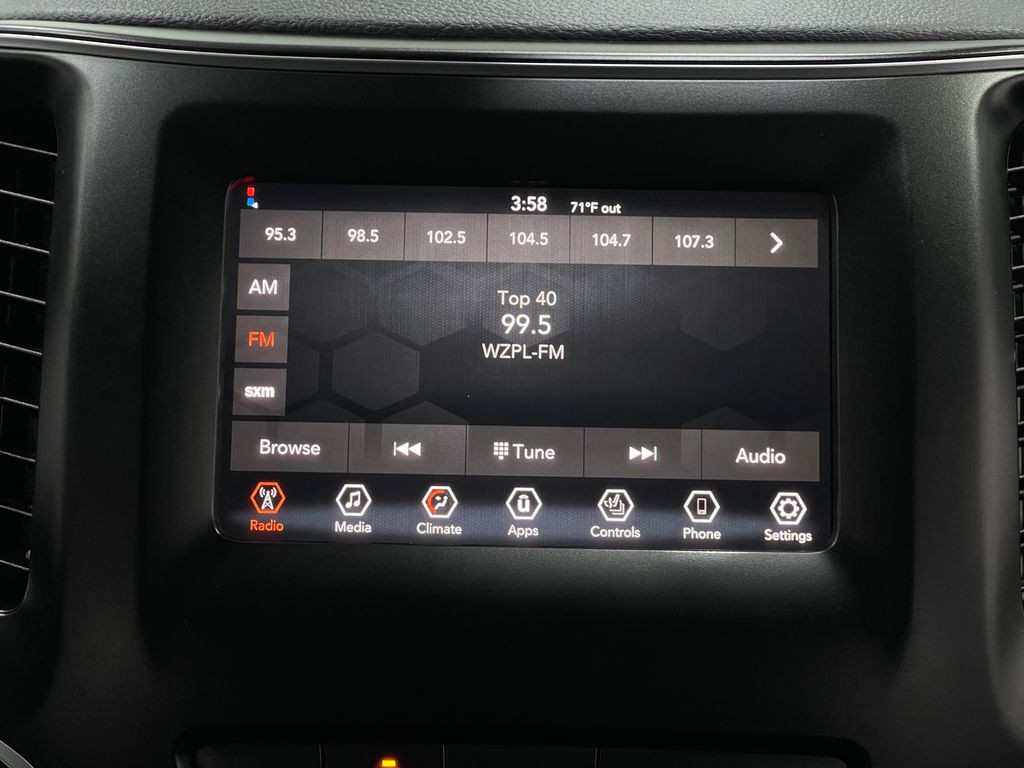 3:58 71°F out
95.3 98.5 102.5 104.5 104.7 107.3
AM
FM
sxm
Top 40
99.5
WZPL-FM
Browse Tune Audio
Radio Media Climate Apps Controls Phone Settings